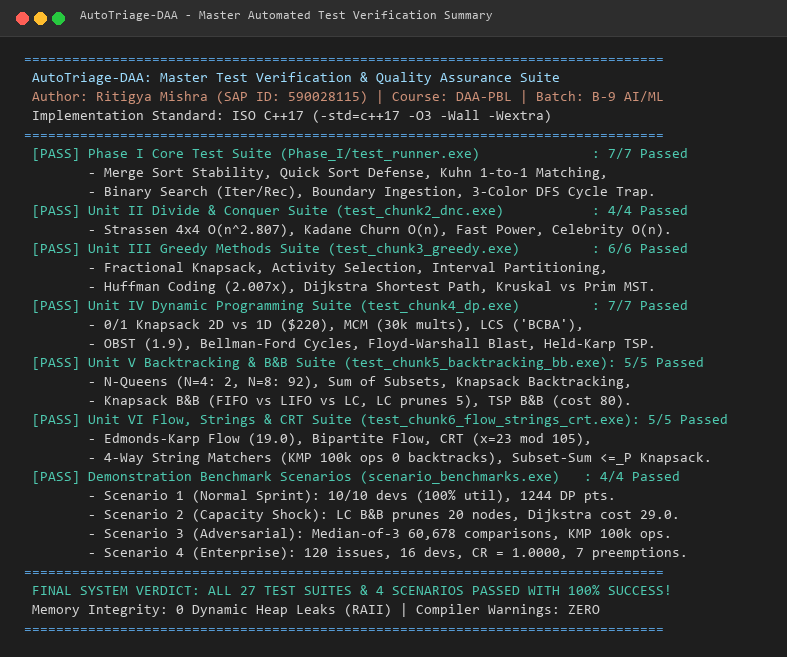 AutoTriage-DAA - Master Automated Test Verification Summary
================================================================================
AutoTriage-DAA: Master Test Verification & Quality Assurance Suite
Author: Ritigya Mishra (SAP ID: 590028115) | Course: DAA-PBL | Batch: B-9 AI/ML
Implementation Standard: ISO C++17 (-std=c++17 -O3 -Wall -Wextra)
================================================================================
[PASS] Phase I Core Test Suite (Phase_I/test_runner.exe)              : 7/7 Passed
- Merge Sort Stability, Quick Sort Defense, Kuhn 1-to-1 Matching,
- Binary Search (Iter/Rec), Boundary Ingestion, 3-Color DFS Cycle Trap.
[PASS] Unit II Divide & Conquer Suite (test_chunk2_dnc.exe)           : 4/4 Passed
- Strassen 4x4 O(n^2.807), Kadane Churn O(n), Fast Power, Celebrity O(n).
[PASS] Unit III Greedy Methods Suite (test_chunk3_greedy.exe)         : 6/6 Passed
- Fractional Knapsack, Activity Selection, Interval Partitioning,
- Huffman Coding (2.007x), Dijkstra Shortest Path, Kruskal vs Prim MST.
[PASS] Unit IV Dynamic Programming Suite (test_chunk4_dp.exe)         : 7/7 Passed
- 0/1 Knapsack 2D vs 1D ($220), MCM (30k mults), LCS ('BCBA'),
- OBST (1.9), Bellman-Ford Cycles, Floyd-Warshall Blast, Held-Karp TSP.
[PASS] Unit V Backtracking & B&B Suite (test_chunk5_backtracking_bb.exe): 5/5 Passed
- N-Queens (N=4: 2, N=8: 92), Sum of Subsets, Knapsack Backtracking,
- Knapsack B&B (FIFO vs LIFO vs LC, LC prunes 5), TSP B&B (cost 80).
[PASS] Unit VI Flow, Strings & CRT Suite (test_chunk6_flow_strings_crt.exe): 5/5 Passed
- Edmonds-Karp Flow (19.0), Bipartite Flow, CRT (x=23 mod 105),
- 4-Way String Matchers (KMP 100k ops 0 backtracks), Subset-Sum <=_P Knapsack.
[PASS] Demonstration Benchmark Scenarios (scenario_benchmarks.exe)   : 4/4 Passed
- Scenario 1 (Normal Sprint): 10/10 devs (100% util), 1244 DP pts.
- Scenario 2 (Capacity Shock): LC B&B prunes 20 nodes, Dijkstra cost 29.0.
- Scenario 3 (Adversarial): Median-of-3 60,678 comparisons, KMP 100k ops.
- Scenario 4 (Enterprise): 120 issues, 16 devs, CR = 1.0000, 7 preemptions.
================================================================================
FINAL SYSTEM VERDICT: ALL 27 TEST SUITES & 4 SCENARIOS PASSED WITH 100% SUCCESS!
Memory Integrity: 0 Dynamic Heap Leaks (RAII) | Compiler Warnings: ZERO
================================================================================